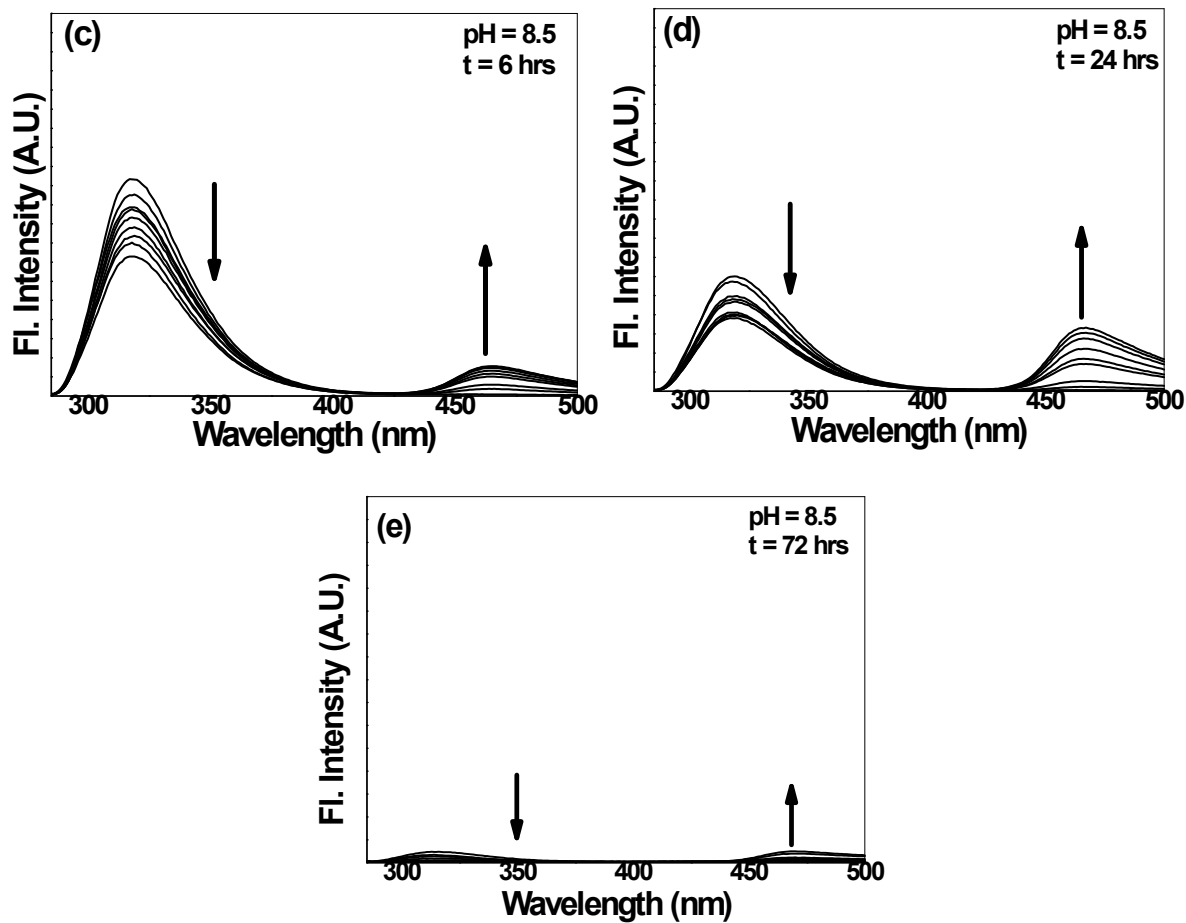 (c)
pH = 8.5
t = 6 hrs
Fl. Intensity (A.U.)
300 350 400 450 500
Wavelength (nm)
(d)
pH = 8.5
t = 24 hrs
Fl. Intensity (A.U.)
300 350 400 450 500
Wavelength (nm)
(e)
pH = 8.5
t = 72 hrs
Fl. Intensity (A.U.)
300 350 400 450 500
Wavelength (nm)